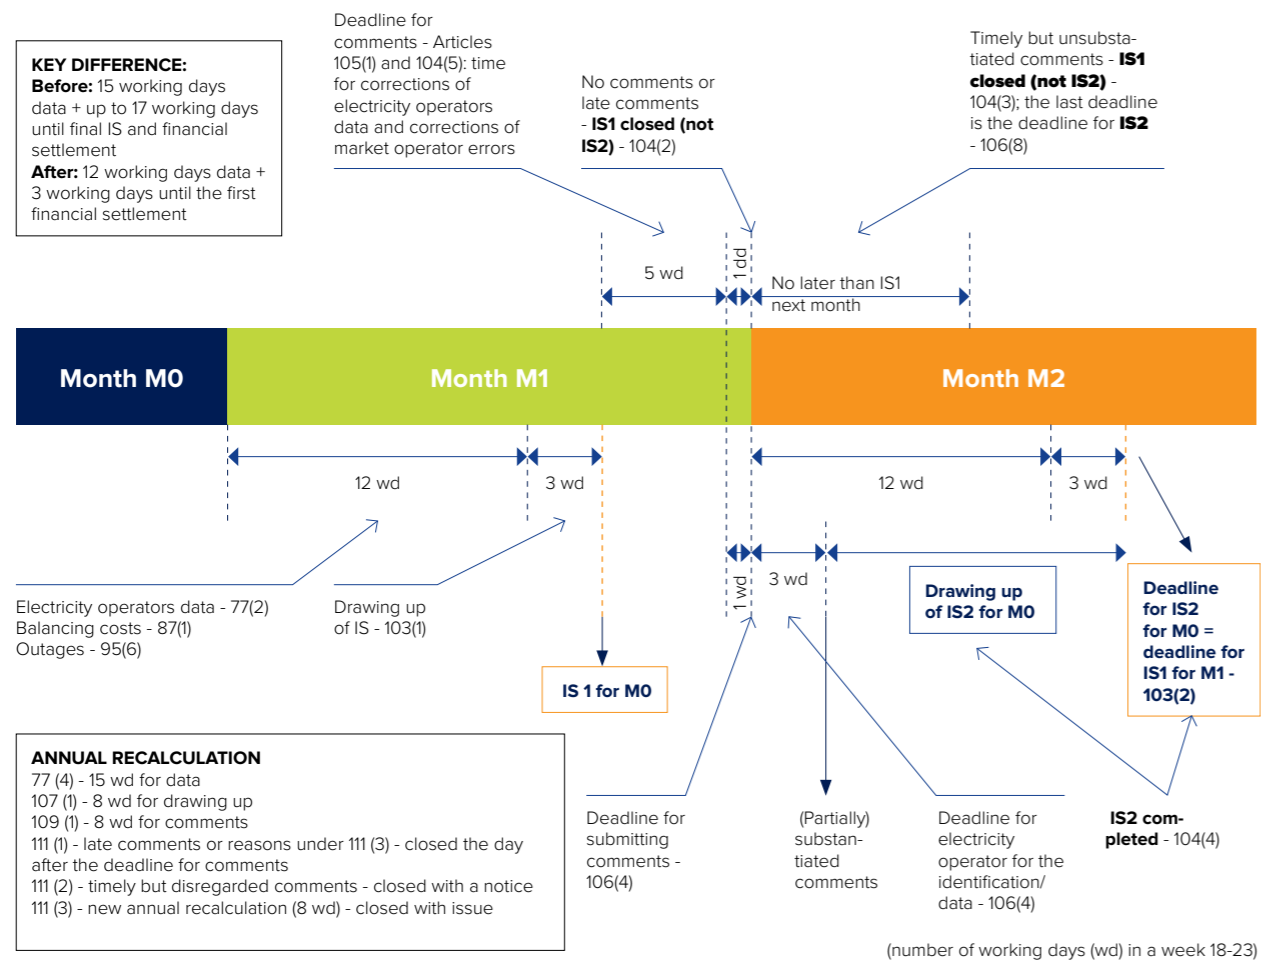 KEY DIFFERENCE:
Before: 15 working days
data + up to 17 working days
until final IS and financial
settlement
After: 12 working days data +
3 working days until the first
financial settlement
Deadline for
comments - Articles
105(1) and 104(5): time
for corrections of
electricity operators
data and corrections of
market operator errors
No comments or
late comments
- IS1 closed (not
IS2) - 104(2)
Timely but unsubsta-
tiated comments - IS1
closed (not IS2) -
104(3); the last deadline
is the deadline for IS2
- 106(8)
5 wd
1 dd
No later than IS1
next month
Month M0
Month M1
Month M2
12 wd
3 wd
12 wd
3 wd
1 wd
3 wd
Electricity operators data - 77(2)
Balancing costs - 87(1)
Outages - 95(6)
Drawing up
of IS - 103(1)
IS 1 for M0
Drawing up
of IS2 for M0
Deadline
for IS2
for M0 =
deadline for
IS1 for M1 -
103(2)
ANNUAL RECALCULATION
77 (4) - 15 wd for data
107 (1) - 8 wd for drawing up
109 (1) - 8 wd for comments
111 (1) - late comments or reasons under 111 (3) - closed the day
after the deadline for comments
111 (2) - timely but disregarded comments - closed with a notice
111 (3) - new annual recalculation (8 wd) - closed with issue
Deadline for
submitting
comments -
106(4)
(Partially)
substan-
tiated
comments
Deadline for
electricity
operator for the
identification/
data - 106(4)
IS2 com-
pleted - 104(4)
(number of working days (wd) in a week 18-23)